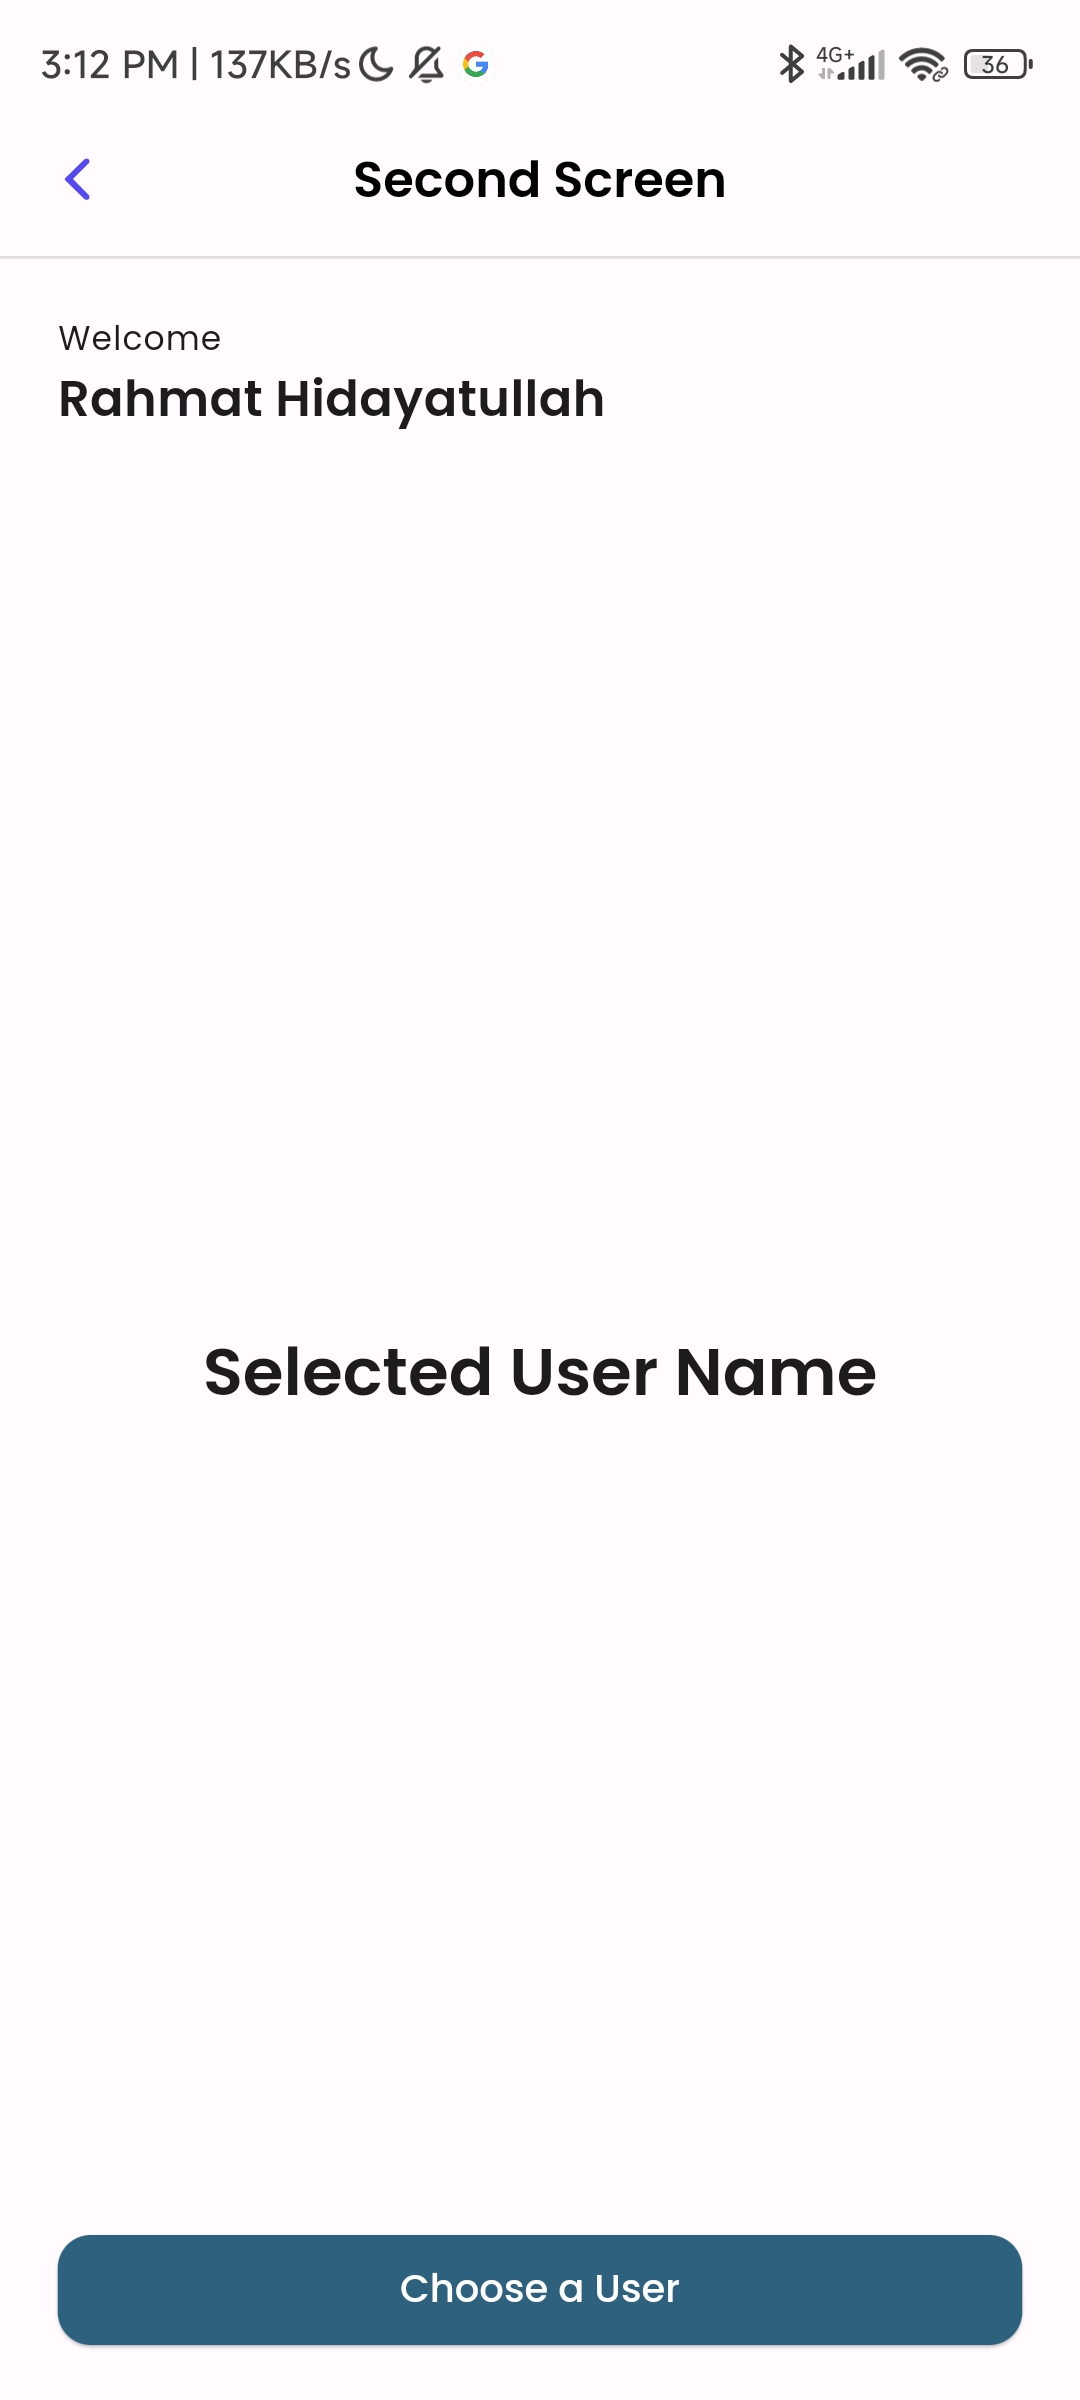 3:12 PM | 137KB/s 4G+ 36
Second Screen
Welcome
Rahmat Hidayatullah
Selected User Name
Choose a User